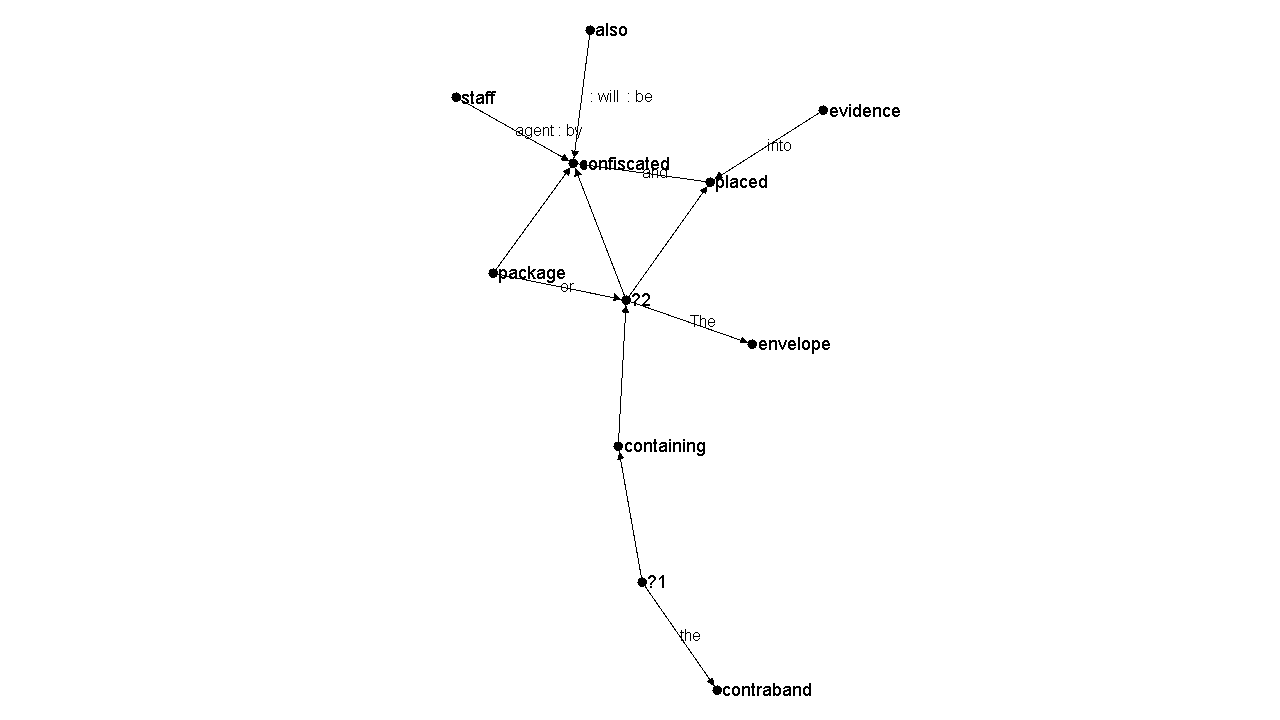 also
staff
: will : be
evidence
agent : by
into
confiscated
and
placed
package
or
?2
The
envelope
containing
?1
the
contraband